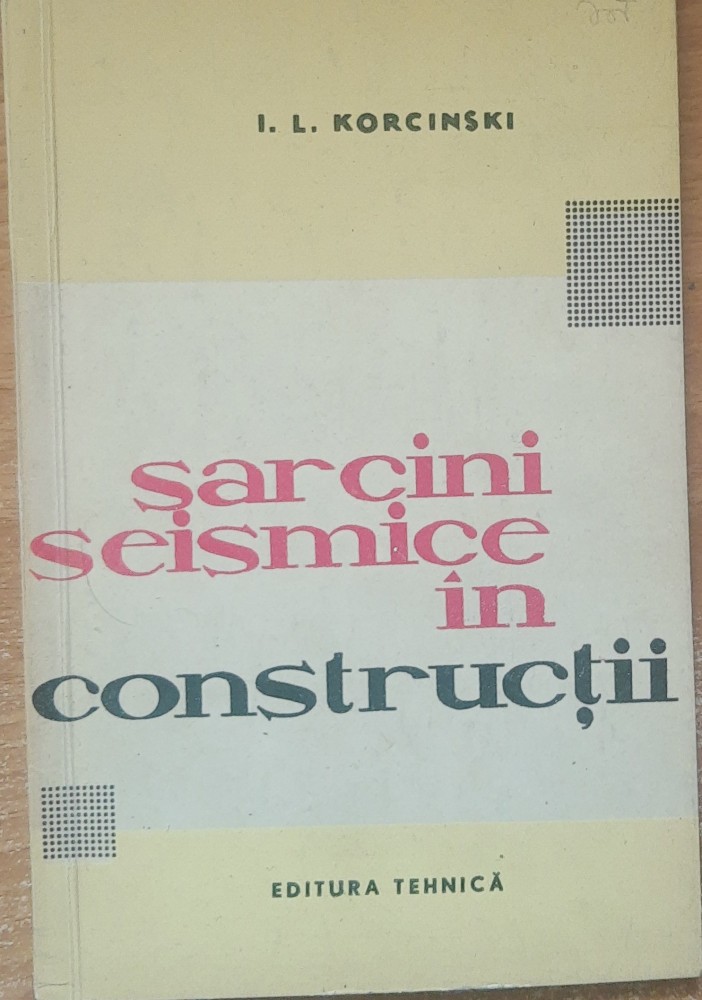 I. L. KORCINSKI
sarcini
seismice
în
construcții
EDITURA TEHNICĂ